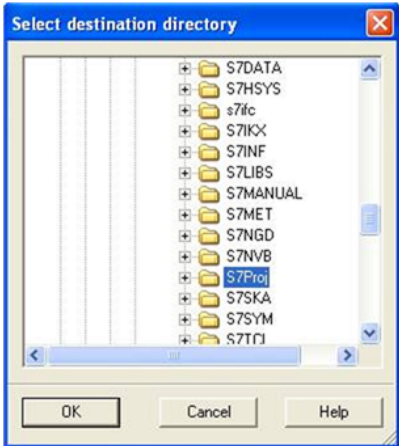 Select destination directory
S7DATA
S7HSYS
s7ifc
S7IKX
S7INF
S7LIBS
S7MANUAL
S7MET
S7NGD
S7NVB
S7Proj
S7SKA
S7SYM
S7TCI
OK
Cancel
Help